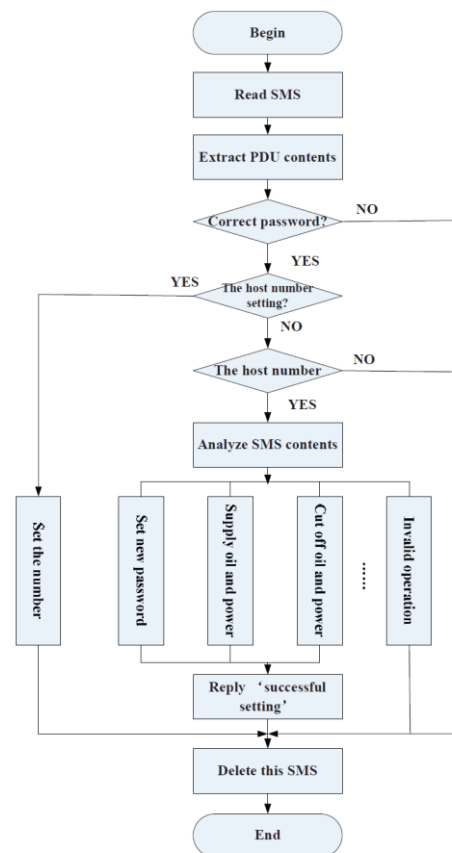 Begin
Read SMS
Extract PDU contents
Correct password?
NO
YES
YES
The host number
setting?
NO
The host number
NO
YES
Analyze SMS contents
Set the number
Set new password
Supply oil and power
Cut off oil and power
......
Invalid operation
Reply ‘successful
setting’
Delete this SMS
End